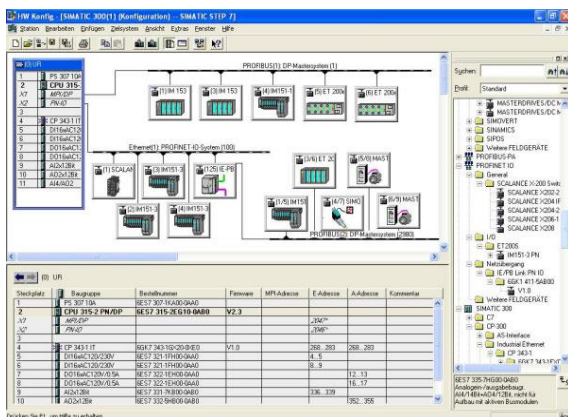 HW Konfig - [SIMATIC 300(1) (Konfiguration) -- SIMATIC STEP 7]
Station Bearbeiten Einfügen Zielsystem Ansicht Extras Fenster Hilfe
(0) UR
1 PS 307 10A
2 CPU 315-
X1 MPI/DP
X2 PN-IO
3
4 CP 343-1 IT
5 DI16xAC12
6 DI16xAC12
7 DO16xAC12
8 DO16xAC12
9 AI2x12Bit
10 AO2x12Bit
11 AI4/AO2
PROFIBUS(1): DP-Mastersystem (1)
(1) IM 153
(3) IM 153
(4) IM151-1
(5) ET 200
(6) ET 200
Ethernet(1): PROFINET-IO-System (100)
(1) SCALAN
(3) IM151-3
(125) IE-PB
(2) IM151-3
(4) IM151-3
(3/6) ET 2C
(5/8) MAST
(1/5) IM151
(4/7) SIMO
(6/9) MAST
PROFIBUS(2): DP-Mastersystem (2980)
Suchen:
Profil: Standard
MASTERDRIVES/DC M
MASTERDRIVES/DC M
SIMOVERT
SINAMICS
SIPOS
Weitere FELDGERÄTE
PROFIBUS-PA
PROFINET IO
General
SCALANCE X-200 Switc
SCALANCE X202-2
SCALANCE X204 IF
SCALANCE X204-2
SCALANCE X206-1
SCALANCE X208
I/O
ET200S
IM151-3 PN
Netzübergang
IE/PB Link PN IO
6GK1 411-5AB00
V1.0
Weitere FELDGERÄTE
SIMATIC 300
C7
CP-300
AS-Interface
Industrial Ethernet
CP 343-1
(0) UR
Steckplatz Baugruppe Bestellnummer Firmware MPI-Adresse E-Adresse A-Adresse Kommentar
1 PS 307 10A 6ES7 307-1KA00-0AA0
2 CPU 315-2 PN/DP 6ES7 315-2EG10-0AB0 V2.3
X1 MPI/DP 2047*
X2 PN-IO 2046*
3
4 CP 343-1 IT 6GK7 343-1GX20-0XE0 V1.0 268...283 268...283
5 DI16xAC120/230V 6ES7 321-1FH00-0AA0 4...5
6 DI16xAC120/230V 6ES7 321-1FH00-0AA0 8...9
7 DO16xAC120V/0.5A 6ES7 322-1EH00-0AA0 12...13
8 DO16xAC120V/0.5A 6ES7 322-1EH00-0AA0 16...17
9 AI2x12Bit 6ES7 331-7KB00-0AB0 336...339
10 AO2x12Bit 6ES7 332-5HB00-0AB0 352...355
6ES7 335-7HG00-0AB0
Analogein-/ausgabebaugr.
AI4/14Bit+AO4/12Bit, nicht für
Aufbau mit aktiven Busmodulen
Drücken Sie F1, um Hilfe zu erhalten.